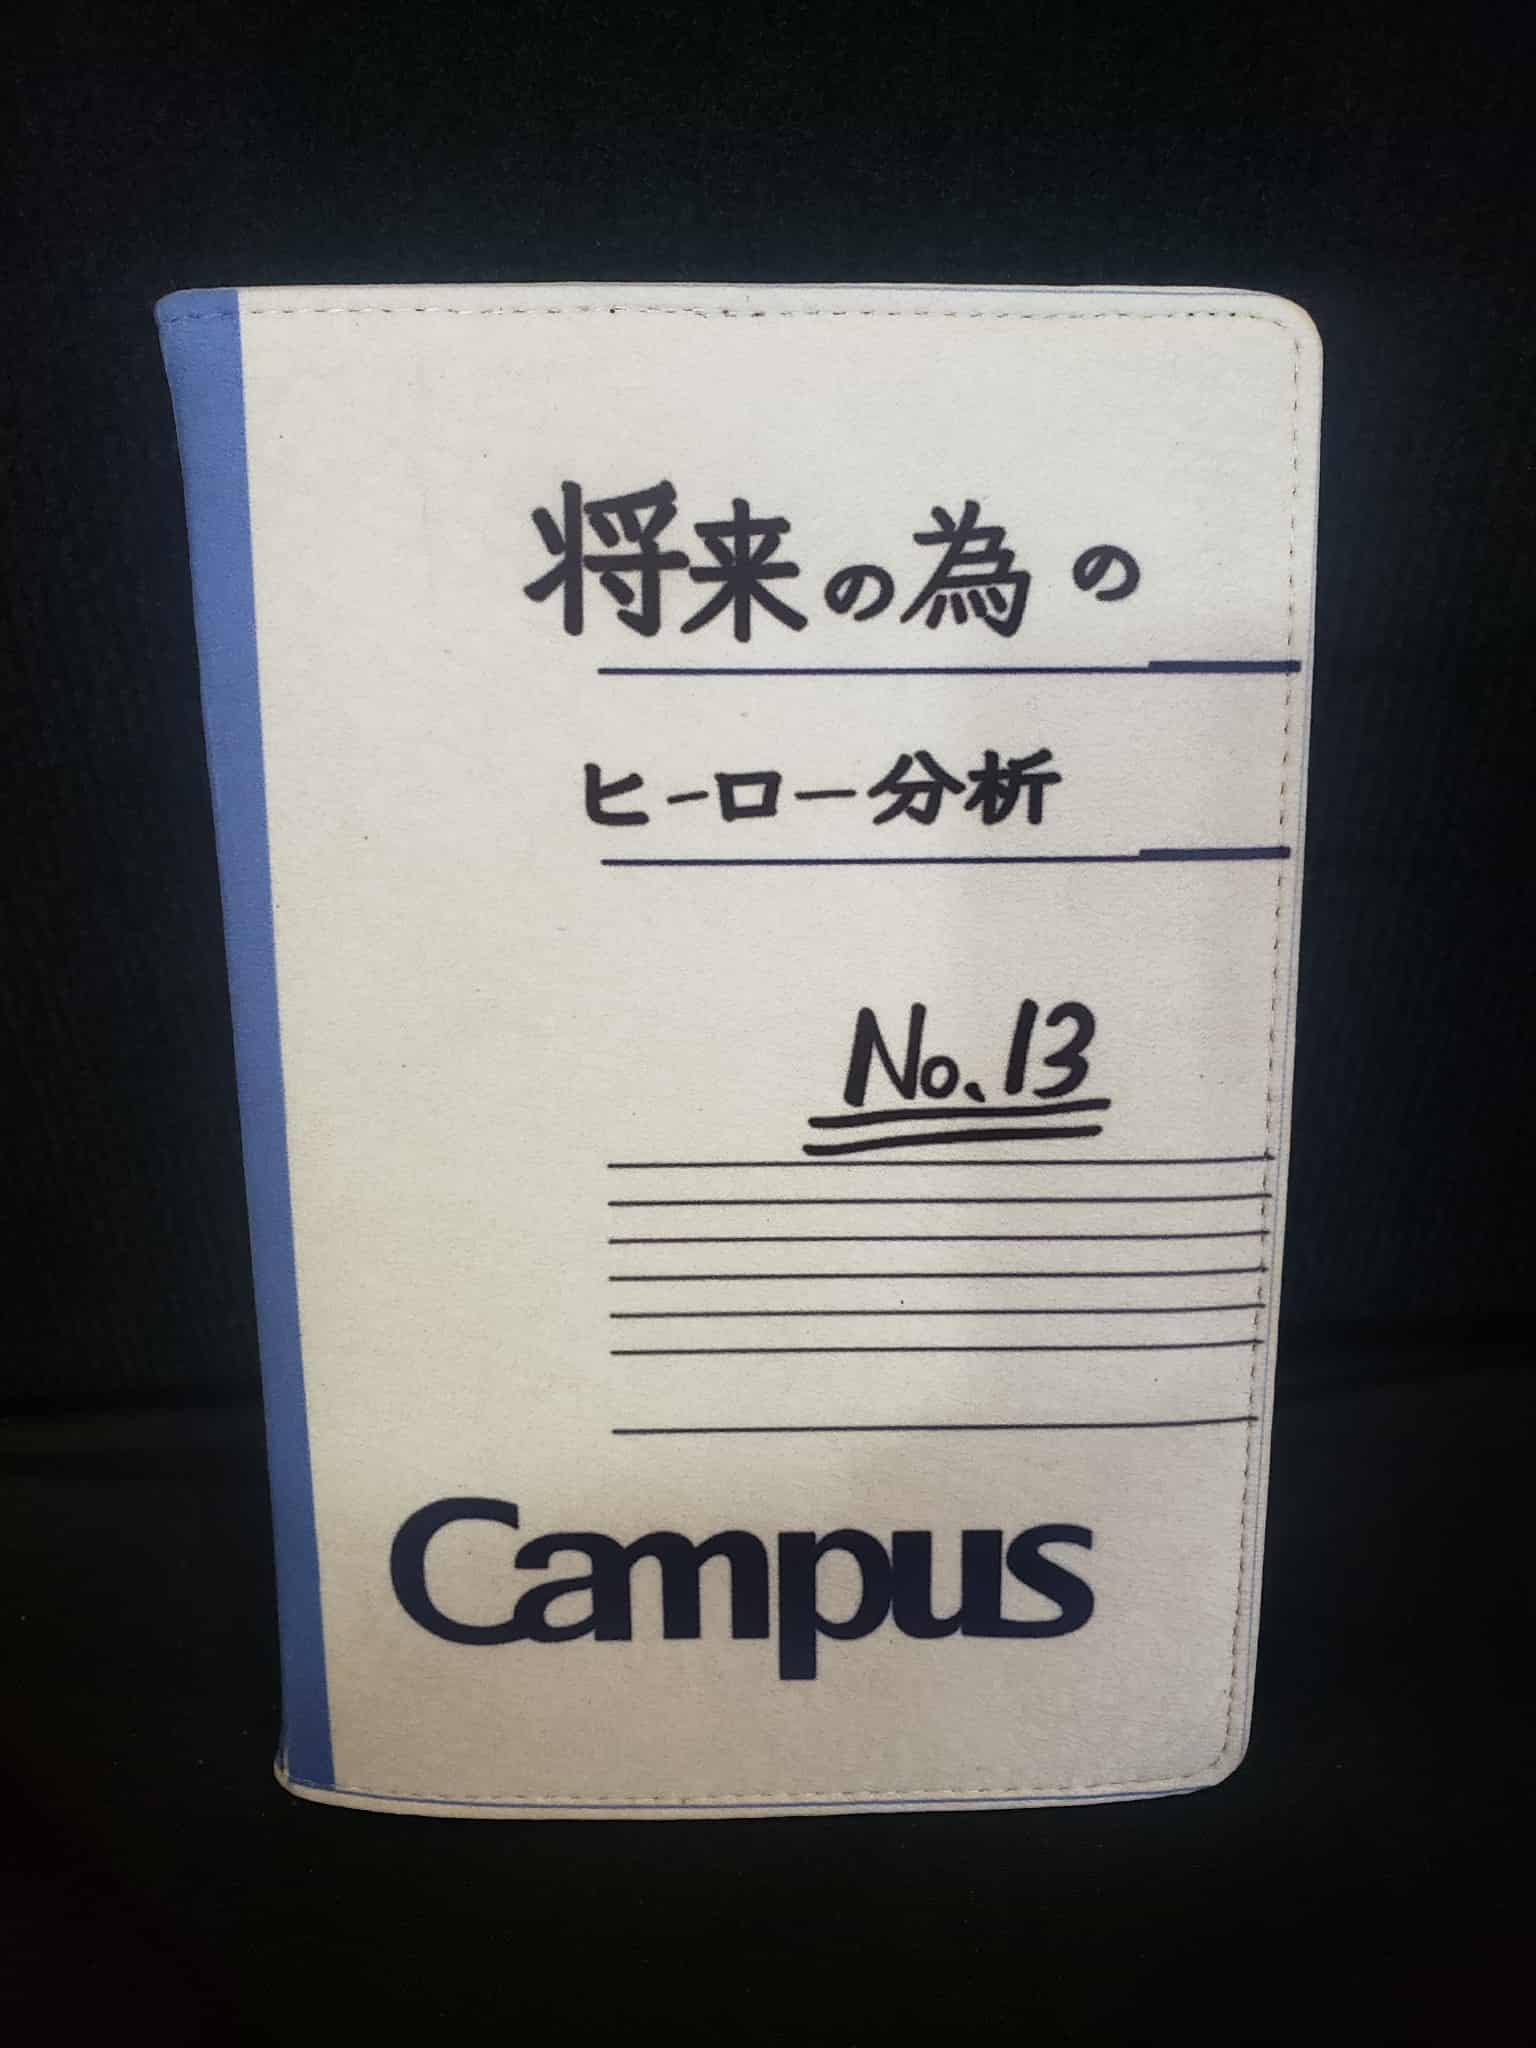 将来の為の
ヒーロー分析
No.13
Campus